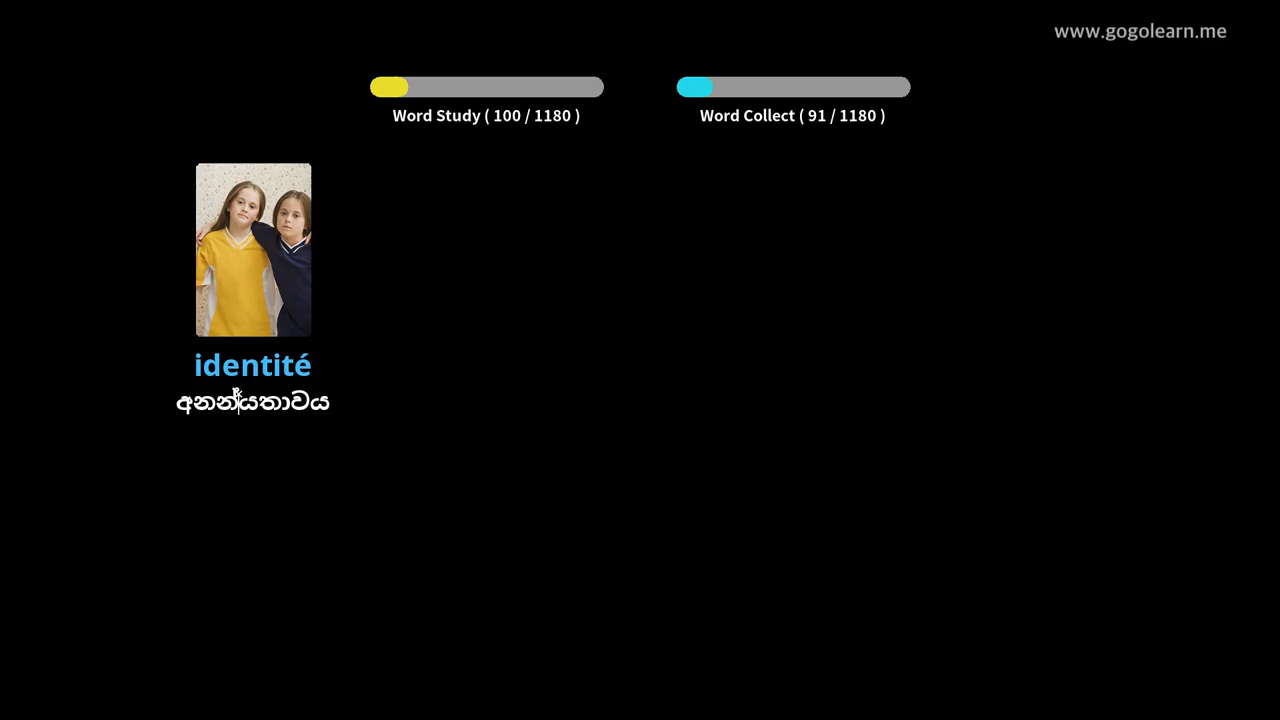 www.gogolearn.me
Word Study ( 100 / 1180 )
Word Collect ( 91 / 1180 )
identité
අනන්‍යතාවය